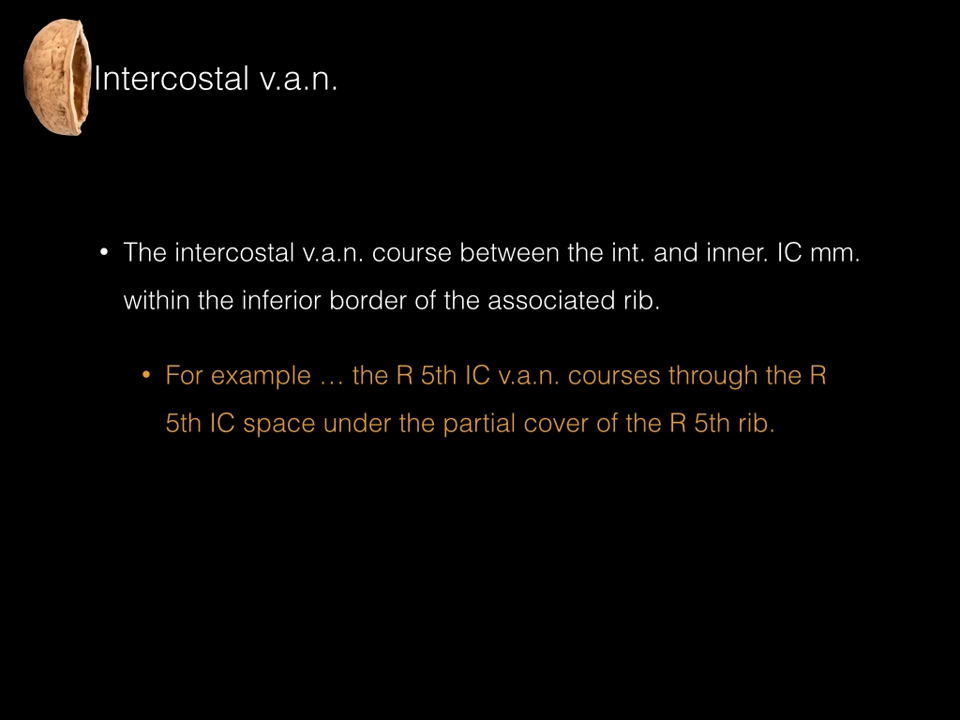 Intercostal v.a.n.
• The intercostal v.a.n. course between the int. and inner. IC mm.
within the inferior border of the associated rib.
• For example … the R 5th IC v.a.n. courses through the R
5th IC space under the partial cover of the R 5th rib.